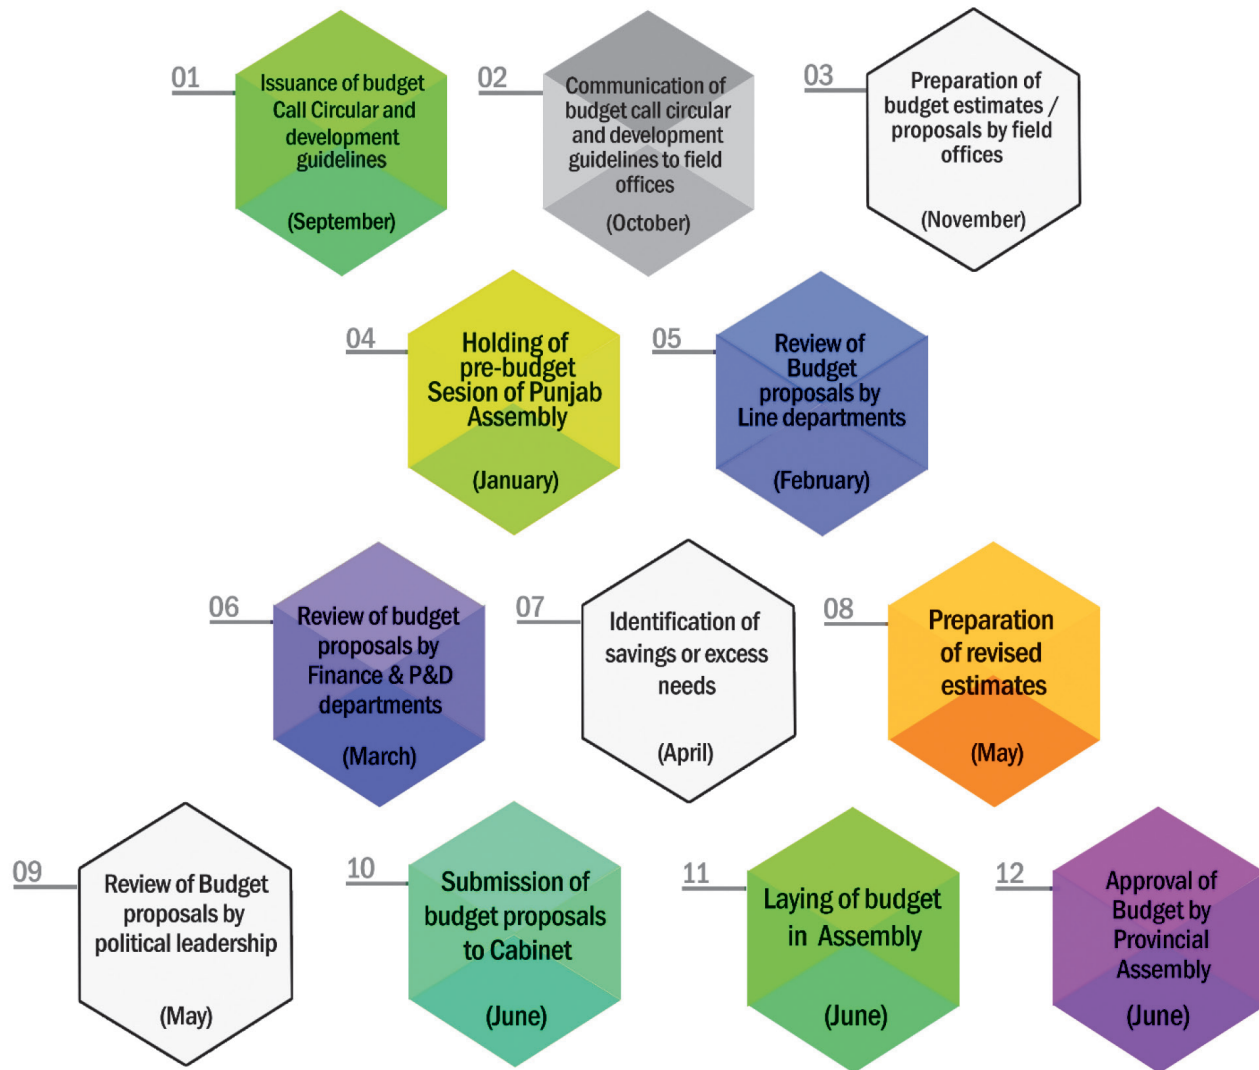 01
Issuance of budget
Call Circular and
development
guidelines
(September)
02
Communication of
budget call circular
and development
guidelines to field
offices
(October)
03
Preparation of
budget estimates /
proposals by field
offices
(November)
04
Holding of
pre-budget
Sesion of Punjab
Assembly
(January)
05
Review of
Budget
proposals by
Line departments
(February)
06
Review of budget
proposals by
Finance & P&D
departments
(March)
07
Identification of
savings or excess
needs
(April)
08
Preparation
of revised
estimates
(May)
09
Review of Budget
proposals by
political leadership
(May)
10
Submission of
budget proposals
to Cabinet
(June)
11
Laying of budget
in Assembly
(June)
12
Approval of
Budget by
Provincial
Assembly
(June)